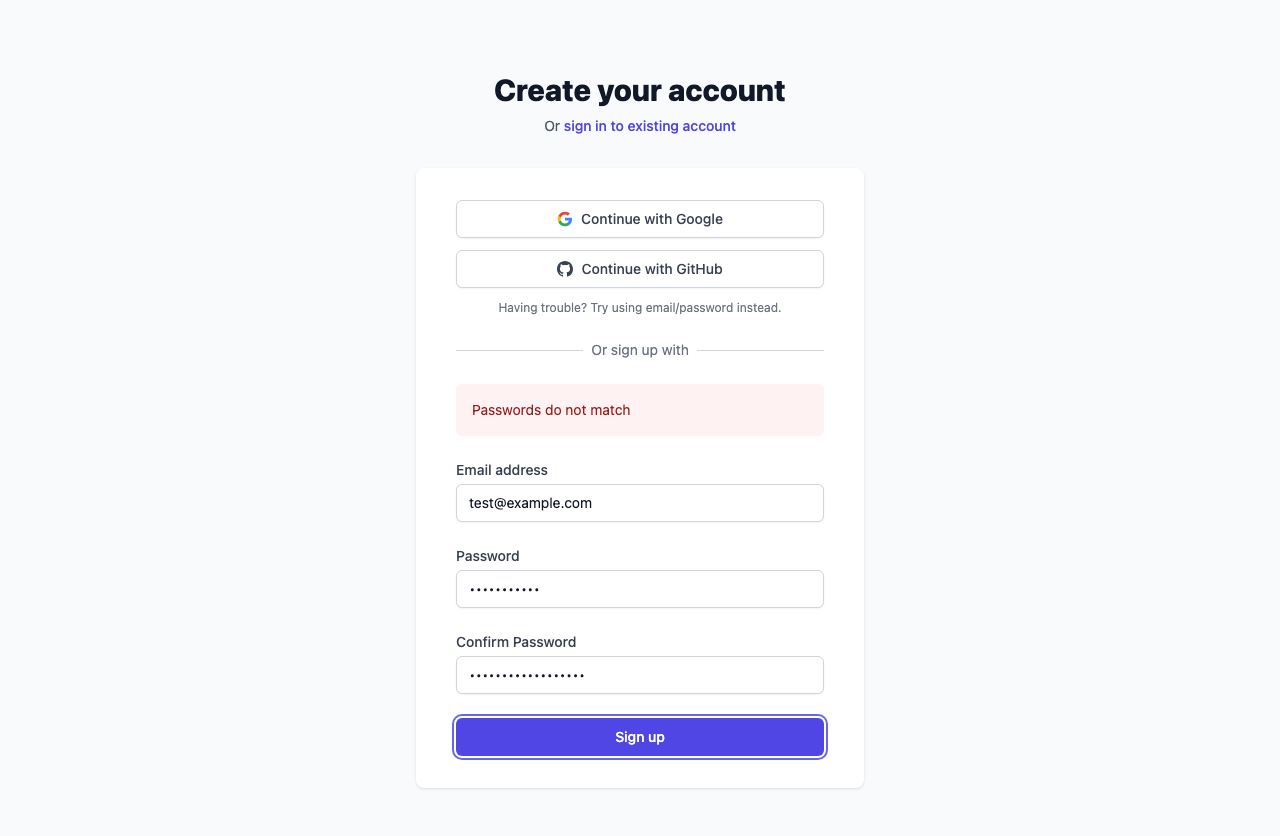 Create your account
Or sign in to existing account
Continue with Google
Continue with GitHub
Having trouble? Try using email/password instead.
Or sign up with
Passwords do not match
Email address
test@example.com
Password
•••••••••••
Confirm Password
••••••••••••••••••
Sign up